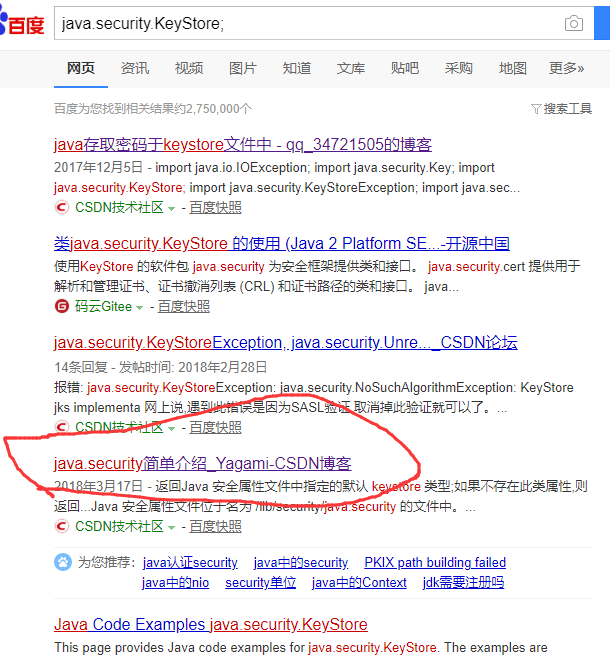 百度
java.security.KeyStore;
网页 资讯 视频 图片 知道 文库 贴吧 采购 地图 更多»
百度为您找到相关结果约2,750,000个 搜索工具
java存取密码于keystore文件中 - qq_34721505的博客
2017年12月5日 - import java.io.IOException; import java.security.Key; import
java.security.KeyStore; import java.security.KeyStoreException; import java.sec...
CSDN技术社区 - 百度快照
类java.security.KeyStore 的使用 (Java 2 Platform SE...-开源中国
使用KeyStore 的软件包 java.security 为安全框架提供类和接口。 java.security.cert 提供用于
解析和管理证书、证书撤消列表 (CRL) 和证书路径的类和接口。 java...
码云Gitee - 百度快照
java.security.KeyStoreException, java.security.Unre..._CSDN论坛
14条回复 - 发帖时间: 2018年2月28日
报错: java.security.KeyStoreException: java.security.NoSuchAlgorithmException: KeyStore
jks implementa 网上说,遇到此错误是因为SASL验证 取消掉此验证就可以了。...
CSDN技术社区 - 百度快照
java.security简单介绍_Yagami-CSDN博客
2018年3月17日 - 返回Java 安全属性文件中指定的默认 keystore 类型;如果不存在此类属性,则
返回...Java 安全属性文件位于名为 /lib/security/java.security 的文件中。...
CSDN技术社区 - 百度快照
为您推荐: java认证security java中的security PKIX path building failed
java中的nio security单位 java中的Context jdk需要注册吗
Java Code Examples java.security.KeyStore
This page provides Java code examples for java.security.KeyStore. The examples are